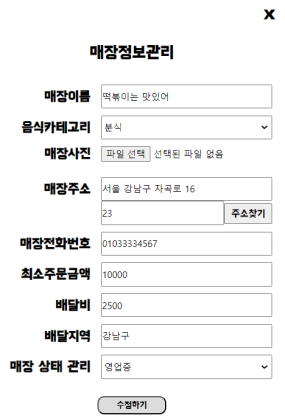 X
매장정보관리
매장이름 떡볶이는 맛있어
음식카테고리 분식
매장사진 파일 선택 선택된 파일 없음
매장주소 서울 강남구 자곡로 16
23 주소찾기
매장전화번호 01033334567
최소주문금액 10000
배달비 2500
배달지역 강남구
매장 상태 관리 영업중
수정하기